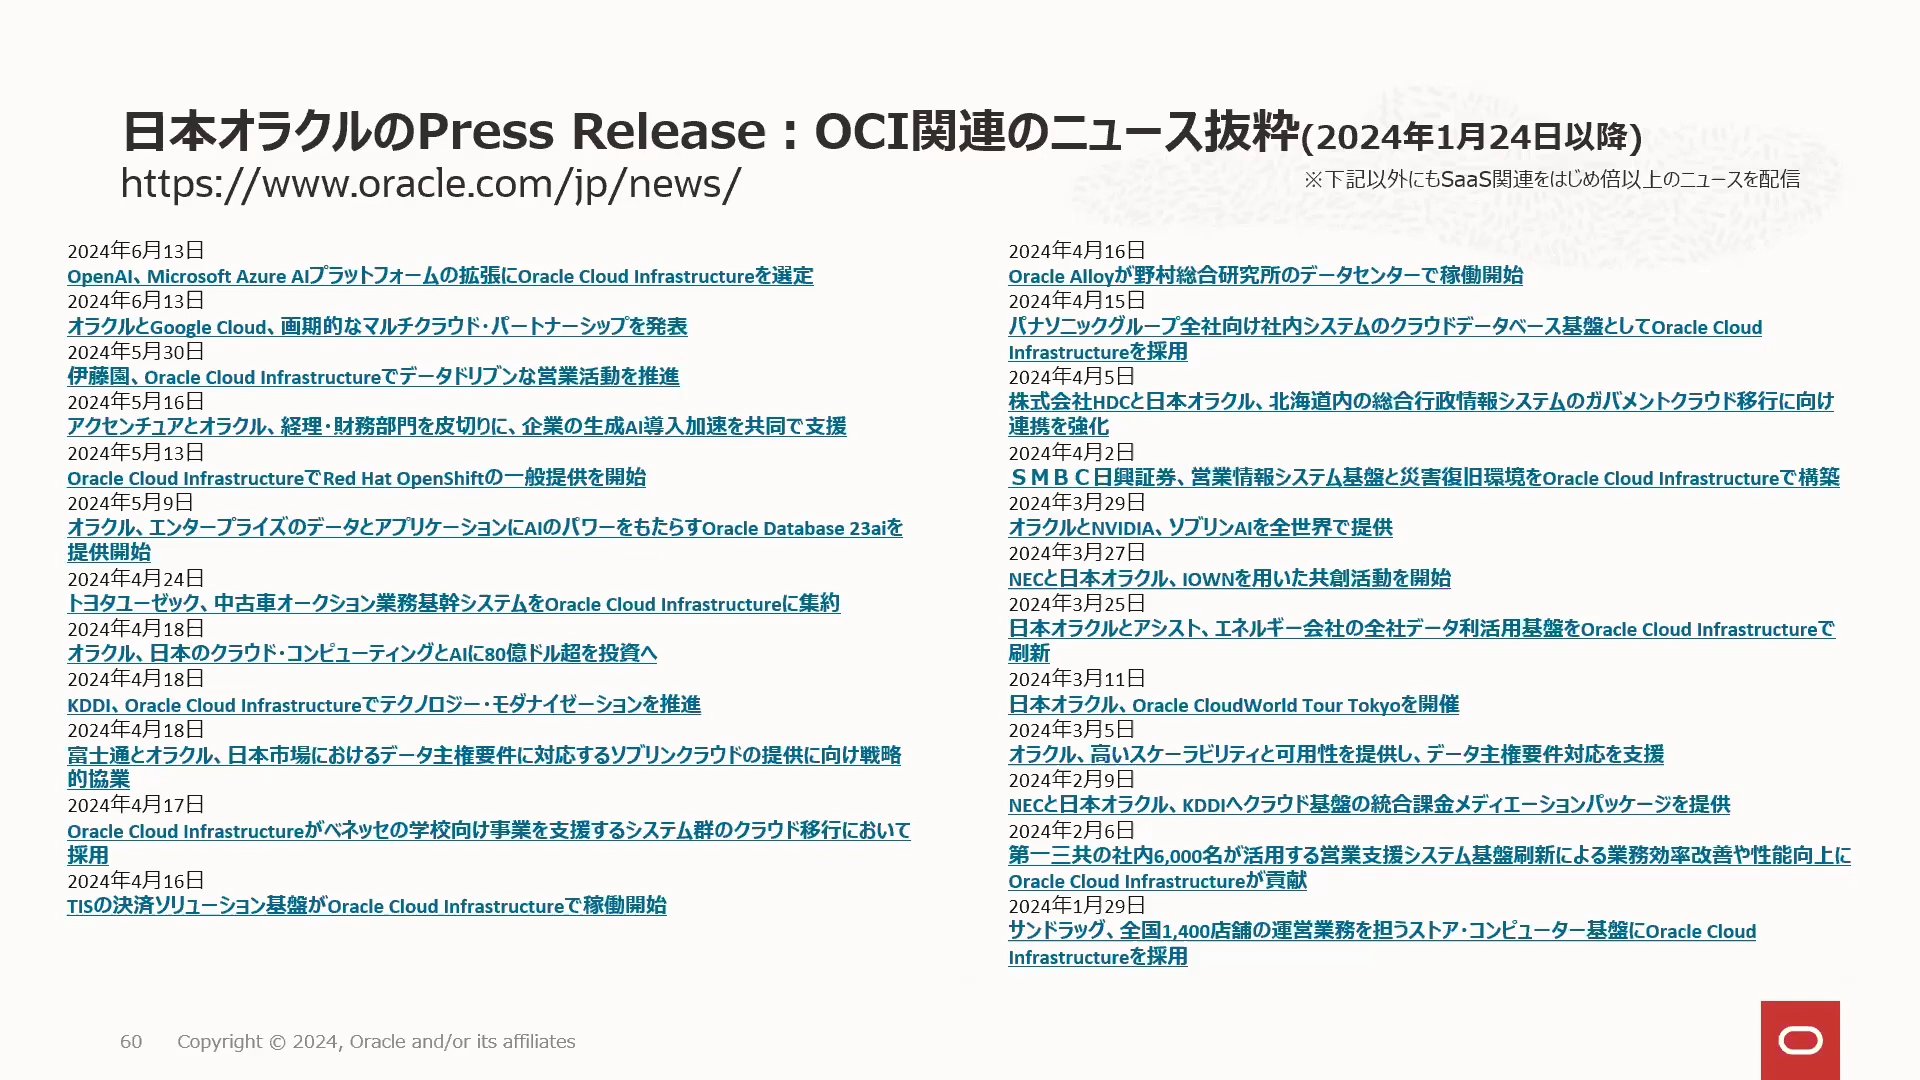 日本オラクルのPress Release：OCI関連のニュース抜粋(2024年1月24日以降)
https://www.oracle.com/jp/news/
※下記以外にもSaaS関連をはじめ倍以上のニュースを配信
2024年6月13日
OpenAI、Microsoft Azure AIプラットフォームの拡張にOracle Cloud Infrastructureを選定
2024年6月13日
オラクルとGoogle Cloud、画期的なマルチクラウド・パートナーシップを発表
2024年5月30日
伊藤園、Oracle Cloud Infrastructureでデータドリブンな営業活動を推進
2024年5月16日
アクセンチュアとオラクル、経理・財務部門を皮切りに、企業の生成AI導入加速を共同で支援
2024年5月13日
Oracle Cloud InfrastructureでRed Hat OpenShiftの一般提供を開始
2024年5月9日
オラクル、エンタープライズのデータとアプリケーションにAIのパワーをもたらすOracle Database 23aiを
提供開始
2024年4月24日
トヨタユーゼック、中古車オークション業務基幹システムをOracle Cloud Infrastructureに集約
2024年4月18日
オラクル、日本のクラウド・コンピューティングとAIに80億ドル超を投資へ
2024年4月18日
KDDI、Oracle Cloud Infrastructureでテクノロジー・モダナイゼーションを推進
2024年4月18日
富士通とオラクル、日本市場におけるデータ主権要件に対応するソブリンクラウドの提供に向け戦略
的協業
2024年4月17日
Oracle Cloud Infrastructureがベネッセの学校向け事業を支援するシステム群のクラウド移行において
採用
2024年4月16日
TISの決済ソリューション基盤がOracle Cloud Infrastructureで稼働開始
2024年4月16日
Oracle Alloyが野村総合研究所のデータセンターで稼働開始
2024年4月15日
パナソニックグループ全社向け社内システムのクラウドデータベース基盤としてOracle Cloud
Infrastructureを採用
2024年4月5日
株式会社HDCと日本オラクル、北海道内の総合行政情報システムのガバメントクラウド移行に向け
連携を強化
2024年4月2日
ＳＭＢＣ日興証券、営業情報システム基盤と災害復旧環境をOracle Cloud Infrastructureで構築
2024年3月29日
オラクルとNVIDIA、ソブリンAIを全世界で提供
2024年3月27日
NECと日本オラクル、IOWNを用いた共創活動を開始
2024年3月25日
日本オラクルとアシスト、エネルギー会社の全社データ利活用基盤をOracle Cloud Infrastructureで
刷新
2024年3月11日
日本オラクル、Oracle CloudWorld Tour Tokyoを開催
2024年3月5日
オラクル、高いスケーラビリティと可用性を提供し、データ主権要件対応を支援
2024年2月9日
NECと日本オラクル、KDDIへクラウド基盤の統合課金メディエーションパッケージを提供
2024年2月6日
第一三共の社内6,000名が活用する営業支援システム基盤刷新による業務効率改善や性能向上に
Oracle Cloud Infrastructureが貢献
2024年1月29日
サンドラッグ、全国1,400店舗の運営業務を担うストア・コンピューター基盤にOracle Cloud
Infrastructureを採用
60 Copyright © 2024, Oracle and/or its affiliates